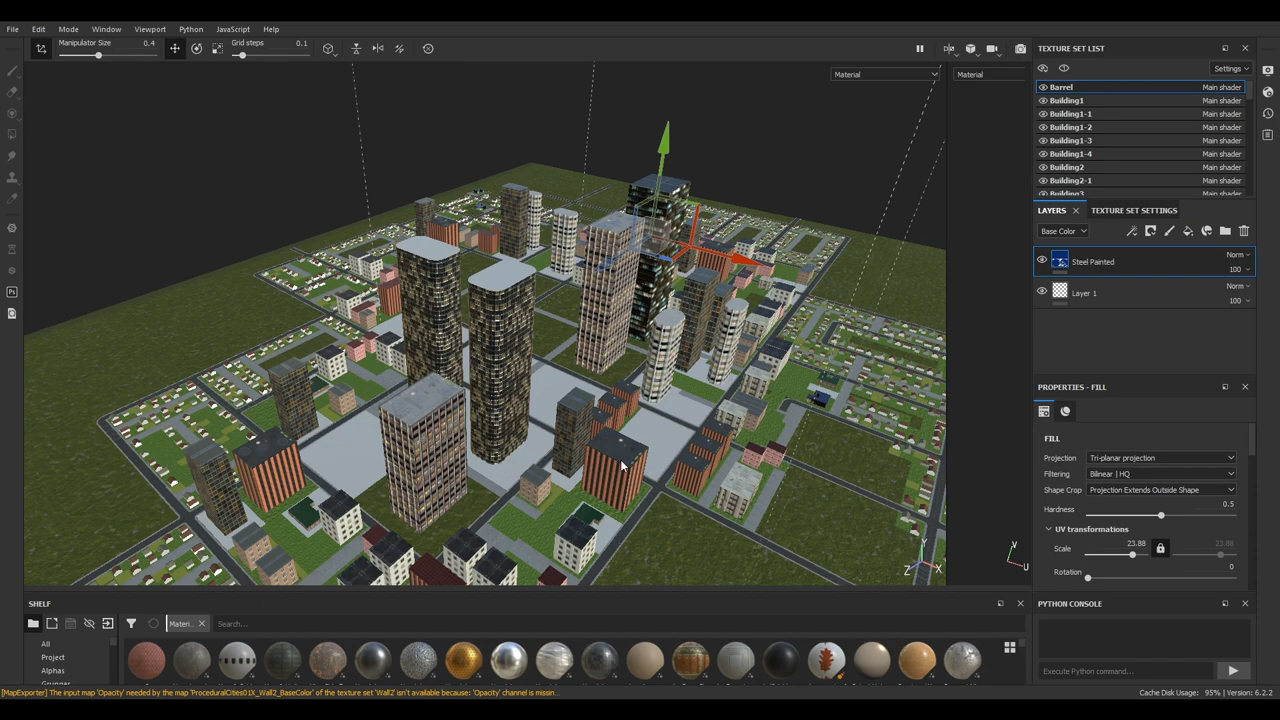 File Edit Mode Window Viewport Python JavaScript Help
Manipulator Size 0.4 Grid steps 0.1
Material
Material
TEXTURE SET LIST
Settings
Barrel Main shader
Building1 Main shader
Building1-1 Main shader
Building1-2 Main shader
Building1-3 Main shader
Building1-4 Main shader
Building2 Main shader
Building2-1 Main shader
Building3 Main shader
LAYERS TEXTURE SET SETTINGS
Base Color
Steel Painted Norm 100
Layer 1 Norm 100
PROPERTIES - FILL
FILL
Projection Tri-planar projection
Filtering Bilinear | HQ
Shape Crop Projection Extends Outside Shape
Hardness 0.5
UV transformations
Scale 23.88 23.88
Rotation 0
Y Z X
V U
SHELF
Materi... Search...
All
Project
Alphas
Grunges
Ps
PYTHON CONSOLE
Execute Python command...
[MapExporter] The input map 'Opacity' needed by the map 'ProceduralCities01X_Wall2_BaseColor' of the texture set 'Wall2' isn't available because: 'Opacity' channel is missin...
Cache Disk Usage: 95% | Version: 6.2.2